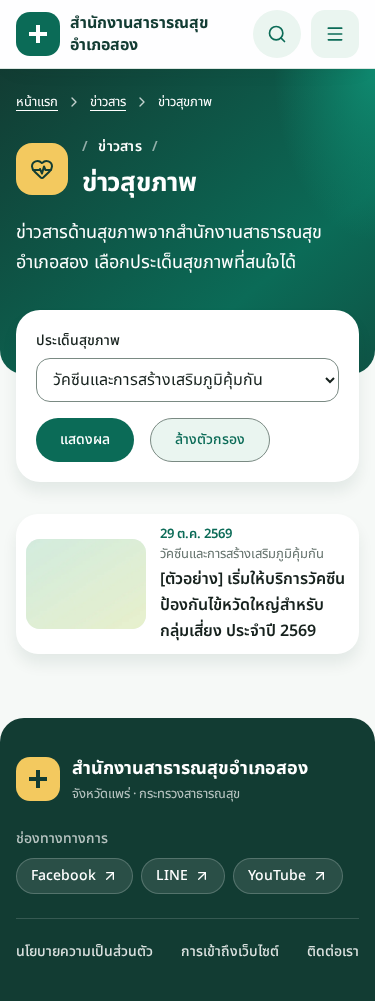 สำนักงานสาธารณสุข
อำเภอสอง
หน้าแรก > ข่าวสาร > ข่าวสุขภาพ
/ ข่าวสาร /
ข่าวสุขภาพ
ข่าวสารด้านสุขภาพจากสำนักงานสาธารณสุข
อำเภอสอง เลือกประเด็นสุขภาพที่สนใจได้
ประเด็นสุขภาพ
วัคซีนและการสร้างเสริมภูมิคุ้มกัน
แสดงผล ล้างตัวกรอง
29 ต.ค. 2569
วัคซีนและการสร้างเสริมภูมิคุ้มกัน
[ตัวอย่าง] เริ่มให้บริการวัคซีน
ป้องกันไข้หวัดใหญ่สำหรับ
กลุ่มเสี่ยง ประจำปี 2569
สำนักงานสาธารณสุขอำเภอสอง
จังหวัดแพร่ · กระทรวงสาธารณสุข
ช่องทางทางการ
Facebook LINE YouTube
นโยบายความเป็นส่วนตัว การเข้าถึงเว็บไซต์ ติดต่อเรา